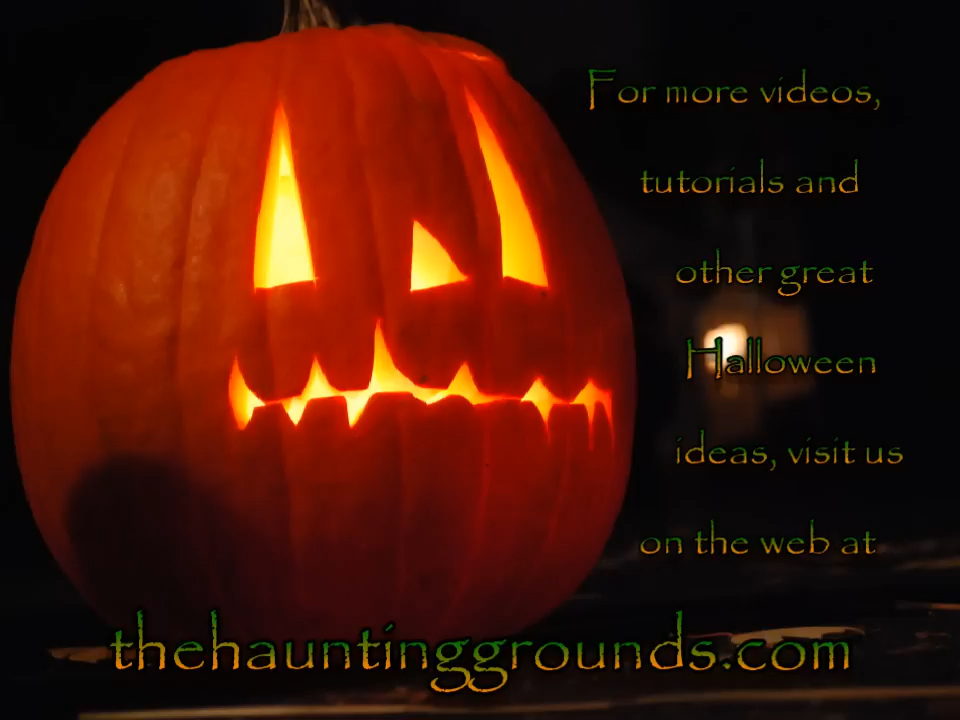 For more videos,
tutorials and
other great
Halloween
ideas, visit us
on the web at
thehauntinggrounds.com